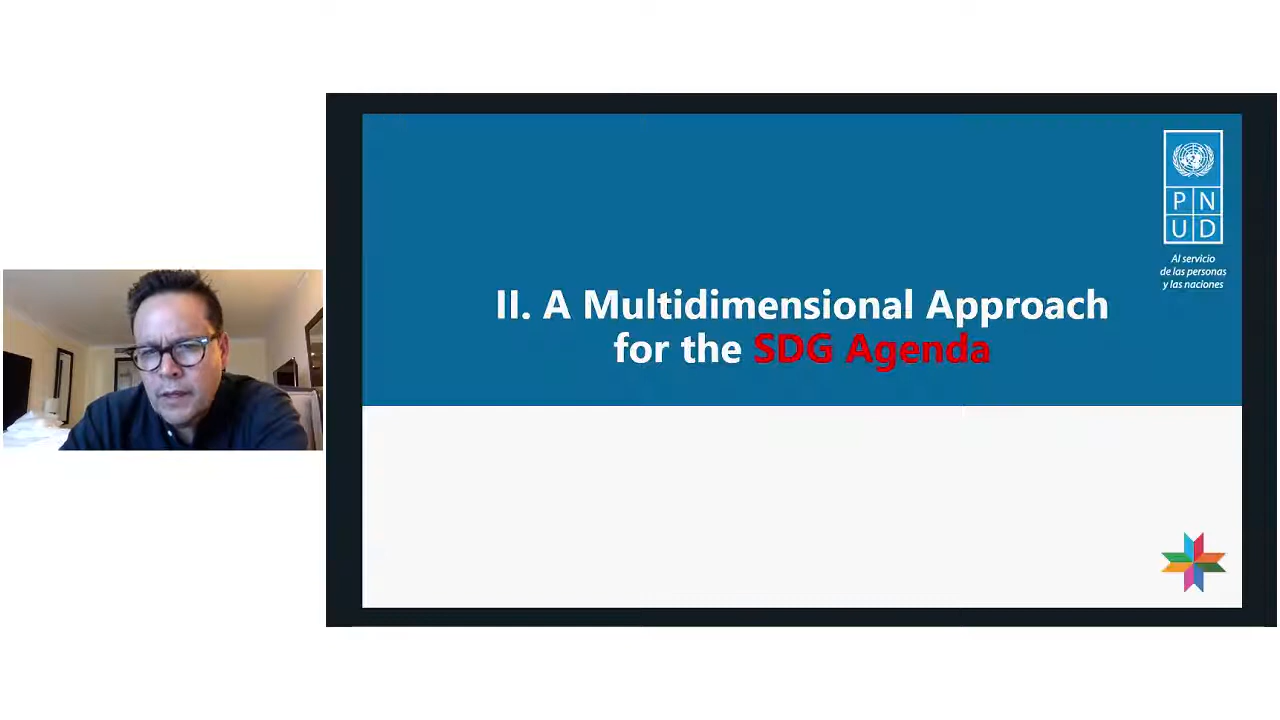 II. A Multidimensional Approach
for the SDG Agenda
P N
U D
Al servicio
de las personas
y las naciones